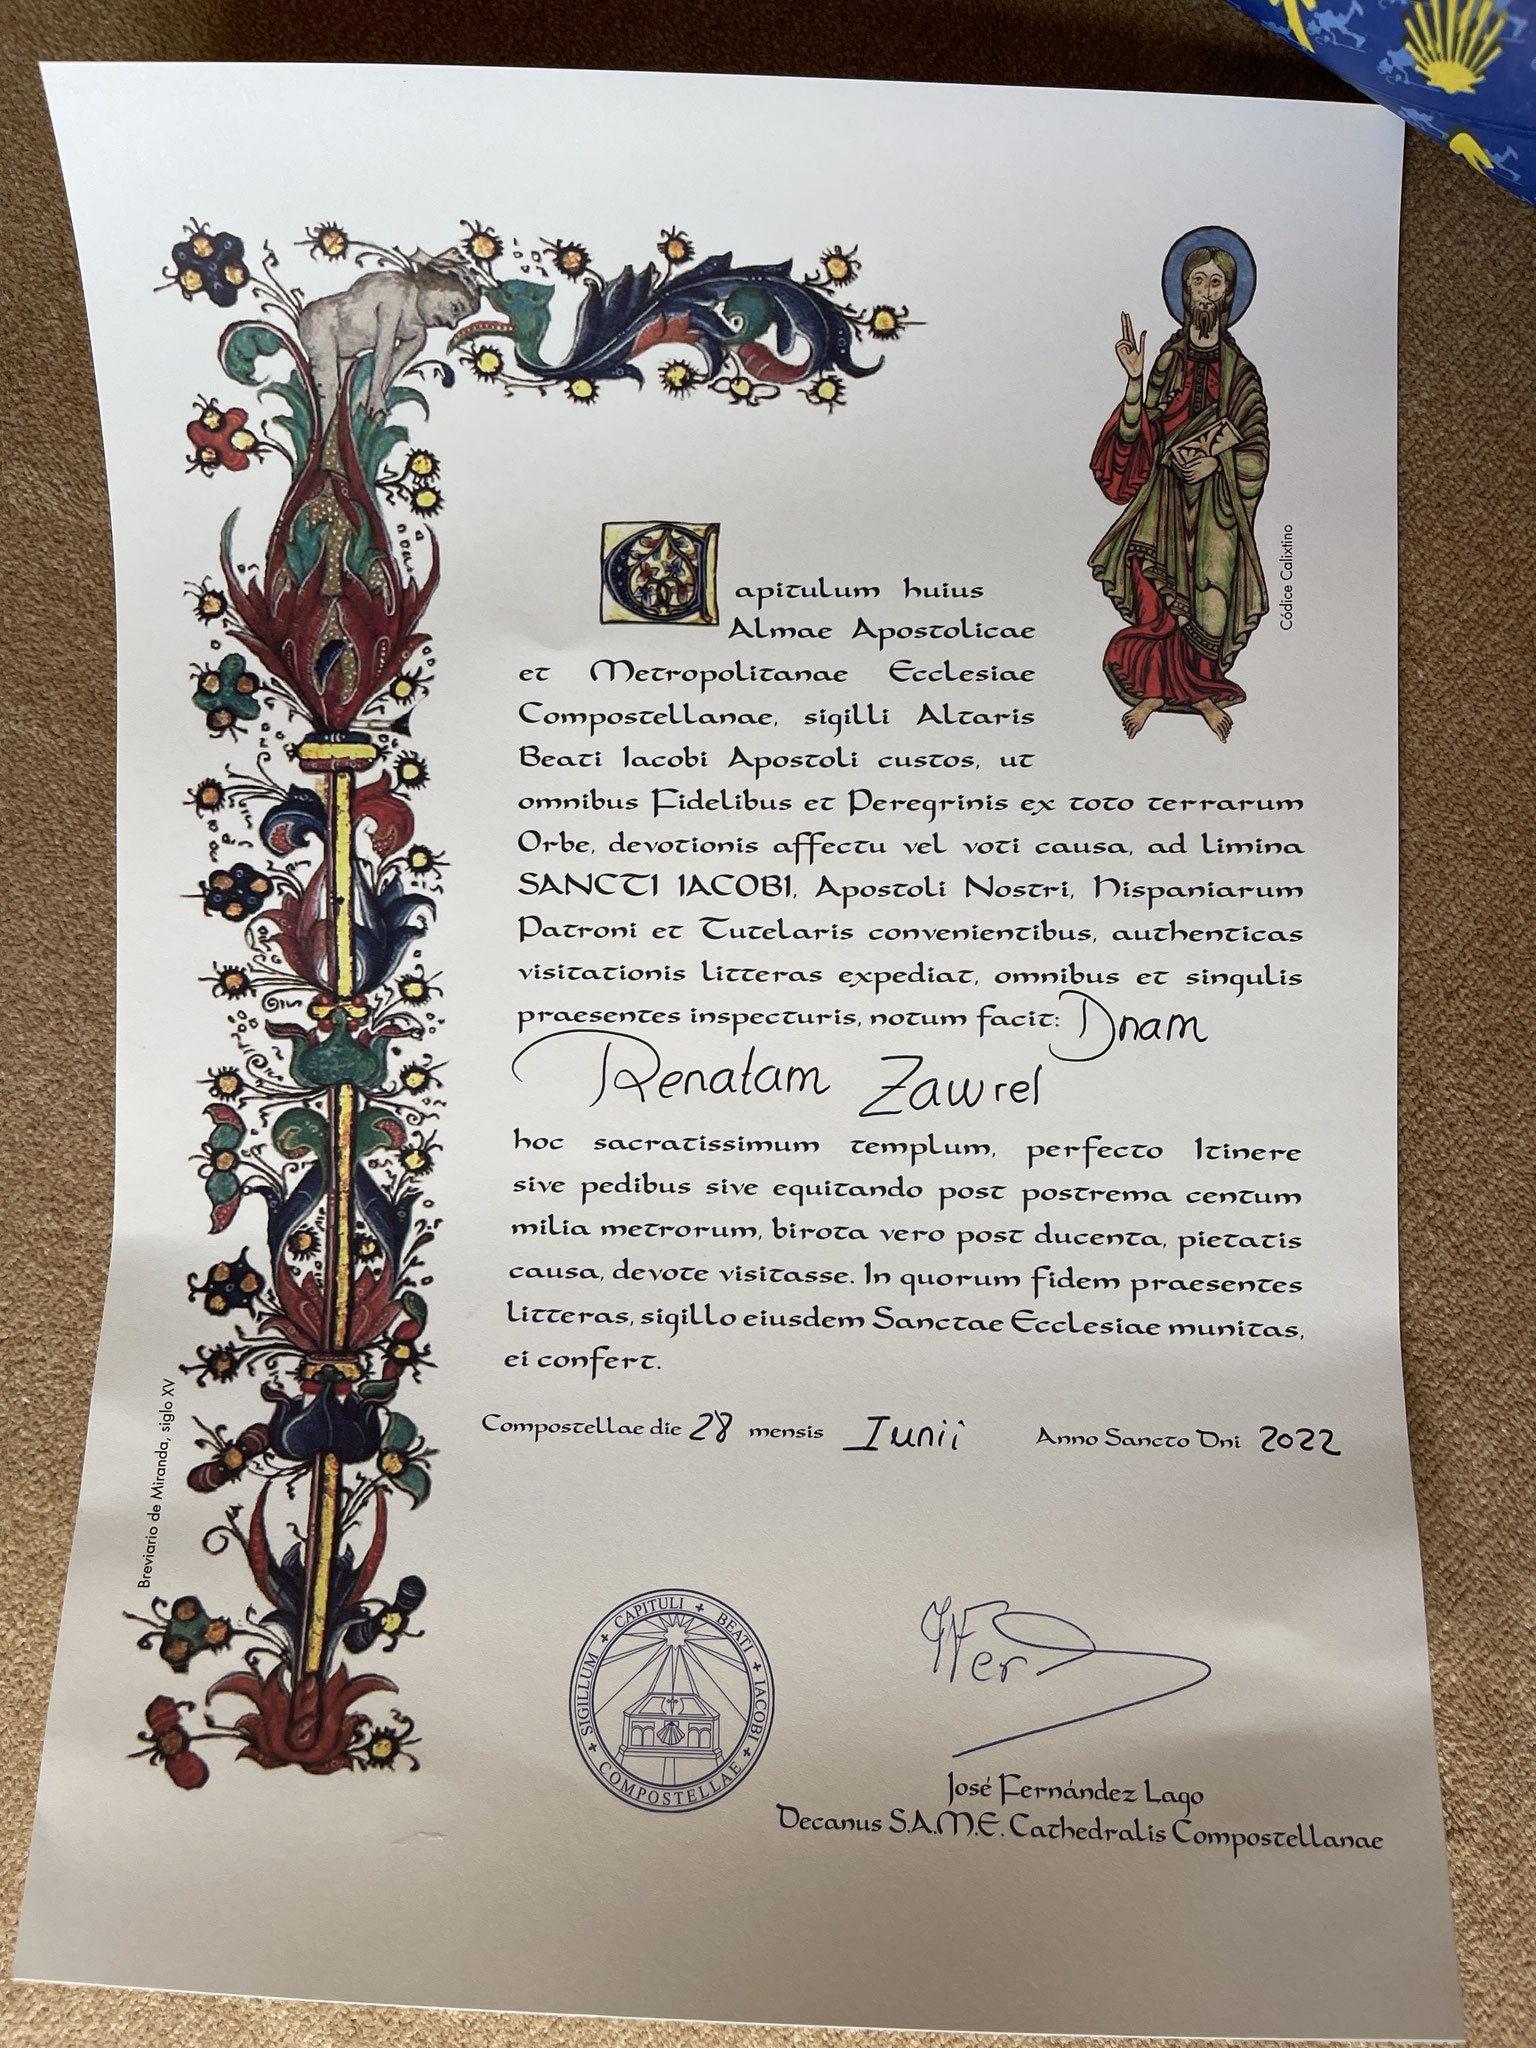 Capitulum huius
Almae Apostolicae
et Metropolitanae Ecclesiae
Compostellanae, sigilli Altaris
Beati Iacobi Apostoli custos, ut
omnibus Fidelibus et Peregrinis ex toto terrarum
Orbe, devotionis affectu vel voti causa, ad limina
SANCTI IACOBI, Apostoli Nostri, Hispaniarum
Patroni et Tutelaris convenientibus, authenticas
visitationis litteras expediat, omnibus et singulis
praesentes inspecturis, notum facit: Dnam
Renatam Zawrel
hoc sacratissimum templum, perfecto Itinere
sive pedibus sive equitando post postrema centum
milia metrorum, birota vero post ducenta, pietatis
causa, devote visitasse. In quorum fidem praesentes
litteras, sigillo eiusdem Sanctae Ecclesiae munitas,
ei confert.
Compostellae die 28 mensis Iunii Anno Sancto Dni 2022
SIGILLUM + CAPITULI + BEATI + IACOBI + COMPOSTELLAE +
José Fernández Lago
Decanus S.A.M.E. Cathedralis Compostellanae
Códice Calixtino
Breviario de Miranda, siglo XV